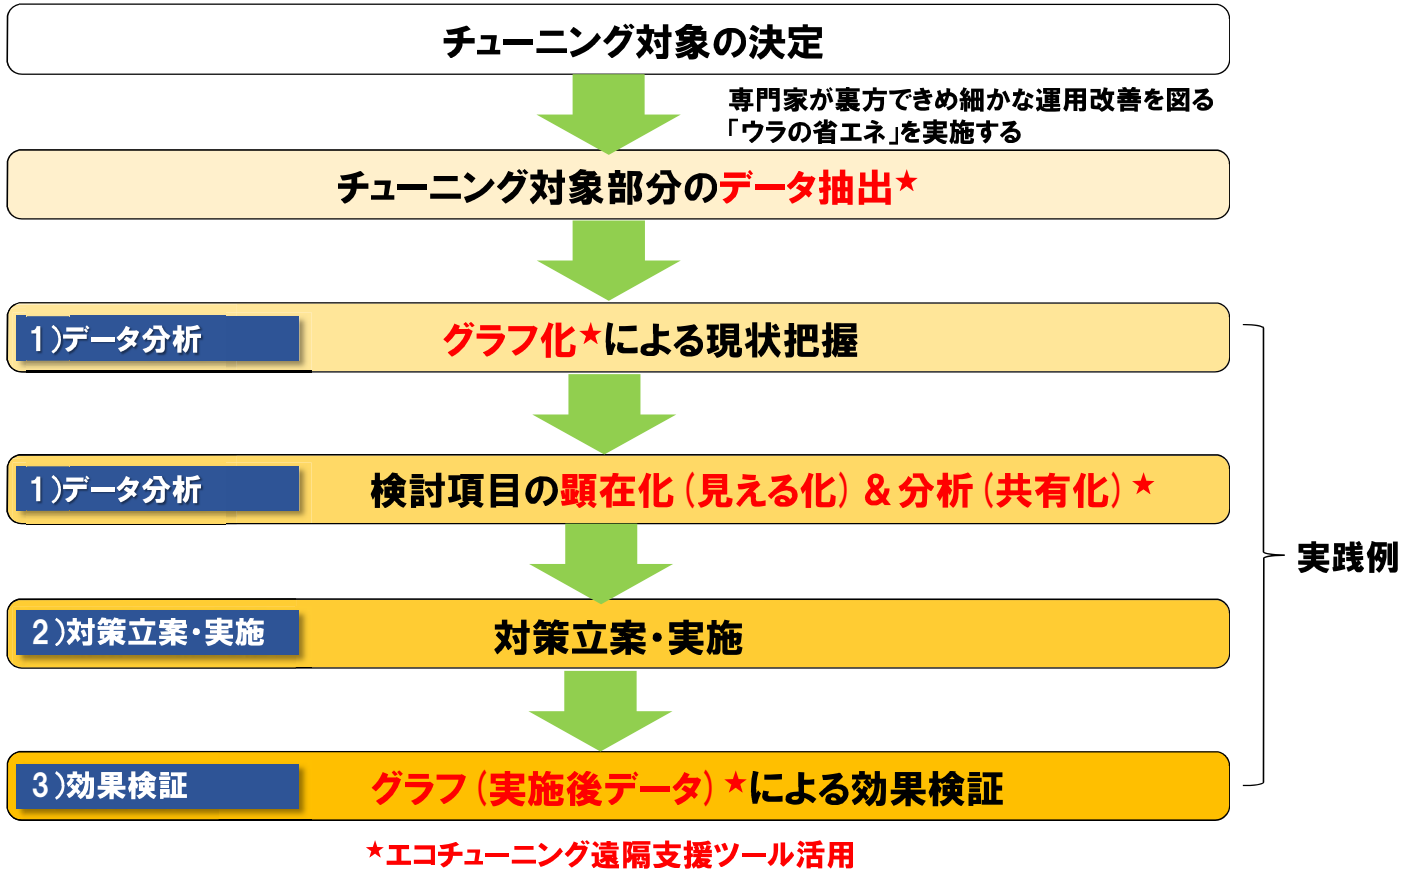 チューニング対象の決定
専門家が裏方できめ細かな運用改善を図る
「ウラの省エネ」を実施する
チューニング対象部分のデータ抽出★
1)データ分析
グラフ化★による現状把握
1)データ分析
検討項目の顕在化(見える化)&分析(共有化)★
実践例
2)対策立案・実施
対策立案・実施
3)効果検証
グラフ(実施後データ)★による効果検証
★エコチューニング遠隔支援ツール活用